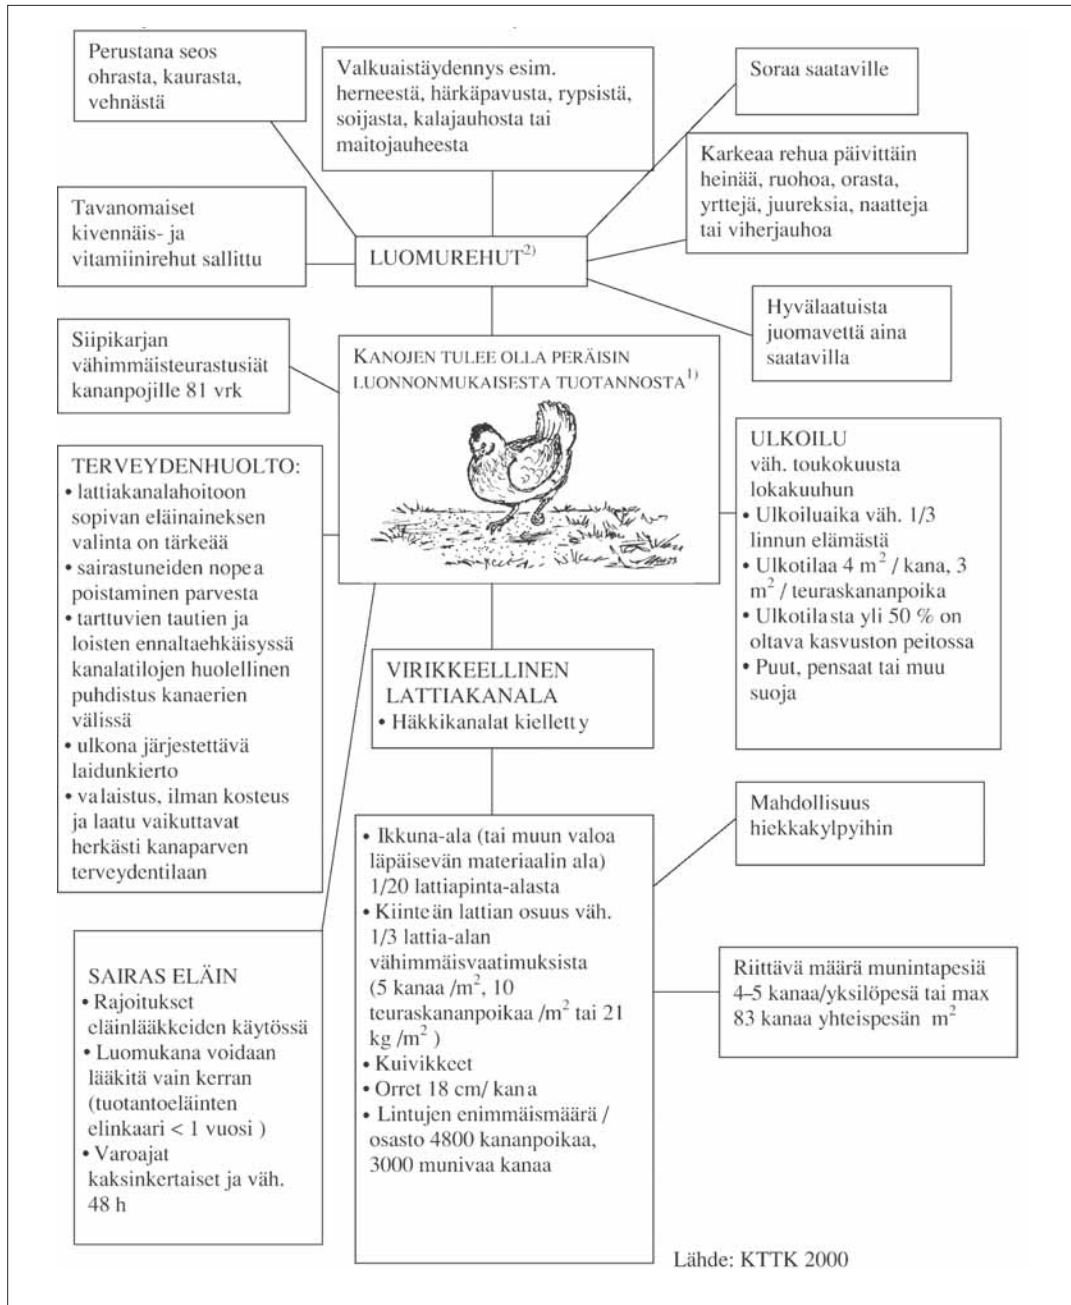 Perustana seos
ohrasta, kaurasta,
vehnästä
Valkuaistäydennys esim.
herneestä, härkäpavusta, rypsistä,
soijasta, kalajauhosta tai
maitojauheesta
Soraa saataville
Karkeaa rehua päivittäin
heinää, ruohoa, orasta,
yrttejä, juureksia, naatteja
tai viherjauhoa
Tavanomaiset
kivennäis- ja
vitamiinirehut sallittu
LUOMUREHUT2)
Hyvälaatuista
juomavettä aina
saatavilla
Siipikarjan
vähimmäisteurastusiät
kananpojille 81 vrk
KANOJEN TULEE OLLA PERÄISIN
LUONNONMUKAISESTA TUOTANNOSTA1)
TERVEYDENHUOLTO:
• lattiakanalahoitoon
sopivan eläinaineksen
valinta on tärkeää
• sairastuneiden nopea
poistaminen parvesta
• tarttuvien tautien ja
loisten ennaltaehkäisyssä
kanalatilojen huolellinen
puhdistus kanaerien
välissä
• ulkona järjestettävä
laidunkierto
• valaistus, ilman kosteus
ja laatu vaikuttavat
herkästi kanaparven
terveydentilaan
ULKOILU
väh. toukokuusta
lokakuuhun
• Ulkoiluaika väh. 1/3
linnun elämästä
• Ulkotilaa 4 m² / kana, 3
m² / teuraskananpoika
• Ulkotilasta yli 50 % on
oltava kasvuston peitossa
• Puut, pensaat tai muu
suoja
VIRIKKEELLINEN
LATTIAKANALA
• Häkkikanalat kielletty
• Ikkuna-ala (tai muun valoa
läpäisevän materiaalin ala)
1/20 lattiapinta-alasta
• Kiinteän lattian osuus väh.
1/3 lattia-alan
vähimmäisvaatimuksista
(5 kanaa /m², 10
teuraskananpoikaa /m² tai 21
kg /m² )
• Kuivikkeet
• Orret 18 cm/ kana
• Lintujen enimmäismäärä /
osasto 4800 kananpoikaa,
3000 munivaa kanaa
Mahdollisuus
hiekkakylpyihin
Riittävä määrä munintapesiä
4–5 kanaa/yksilöpesä tai max
83 kanaa yhteispesän m²
SAIRAS ELÄIN
• Rajoitukset
eläinlääkkeiden käytössä
• Luomukana voidaan
lääkitä vain kerran
(tuotantoeläinten
elinkaari < 1 vuosi )
• Varoajat
kaksinkertaiset ja väh.
48 h
Lähde: KTTK 2000